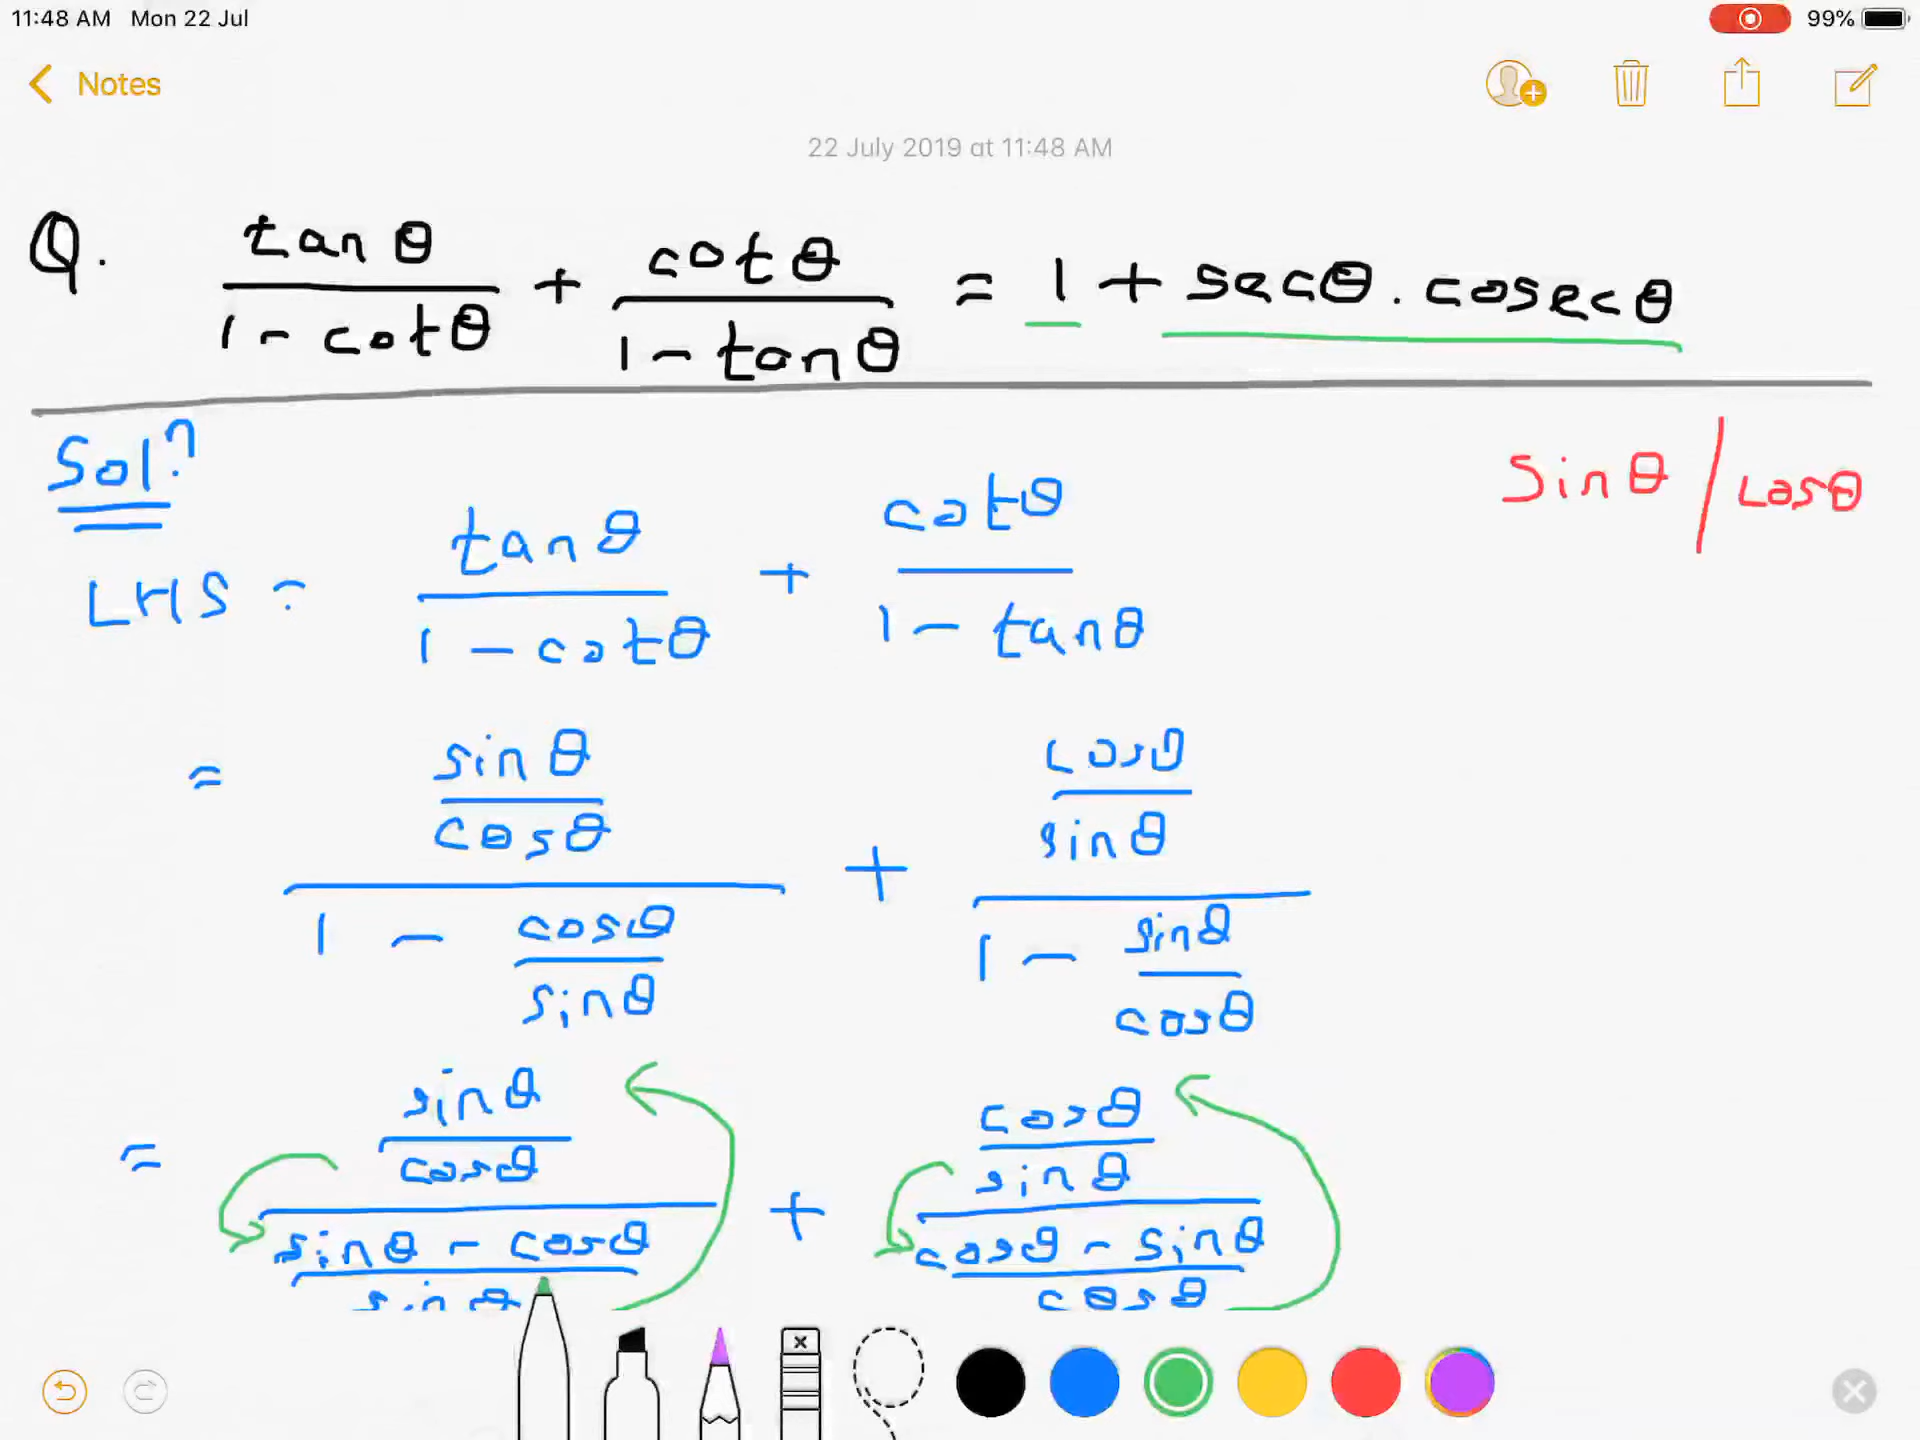 11:48 AM Mon 22 Jul 99%
Notes
22 July 2019 at 11:48 AM
Q. tan θ / 1 - cot θ + cot θ / 1 - tan θ = 1 + sec θ . cosec θ
Sol?
sin θ / cos θ
LHS = tan θ / 1 - cot θ + cot θ / 1 - tan θ
= (sin θ / cos θ) / (1 - cos θ / sin θ) + (cos θ / sin θ) / (1 - sin θ / cos θ)
= (sin θ / cos θ) / (sin θ - cos θ / sin θ) + (cos θ / sin θ) / (cos θ - sin θ / cos θ)